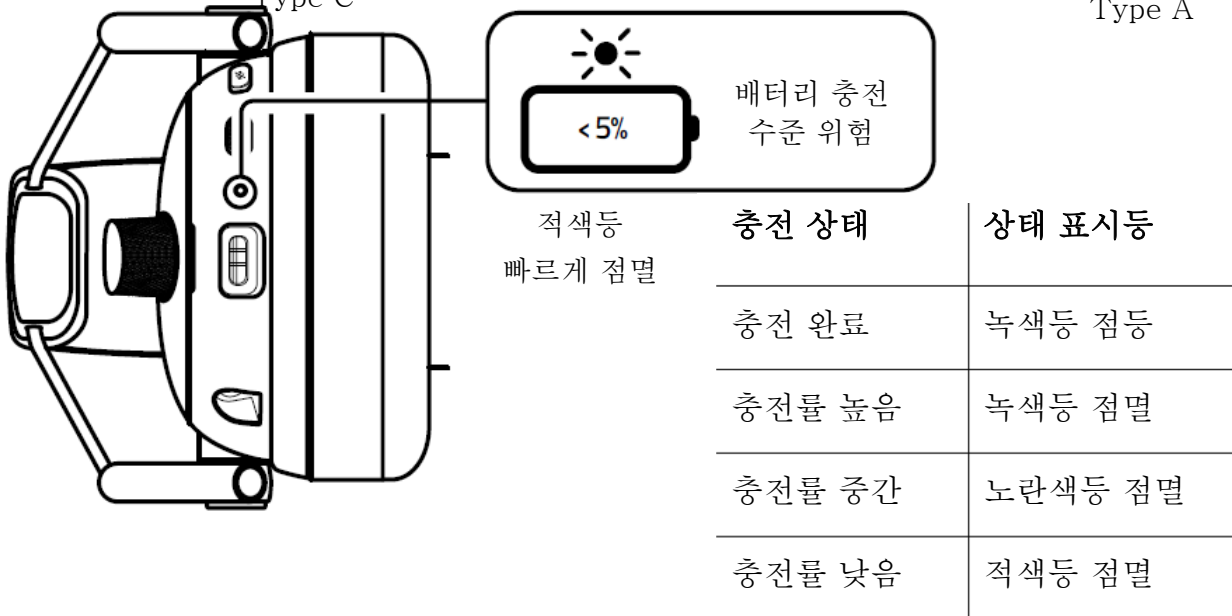 Type C
Type A
<5%
배터리 충전
수준 위험
적색등
빠르게 점멸
충전 상태 상태 표시등
충전 완료 녹색등 점등
충전률 높음 녹색등 점멸
충전률 중간 노란색등 점멸
충전률 낮음 적색등 점멸